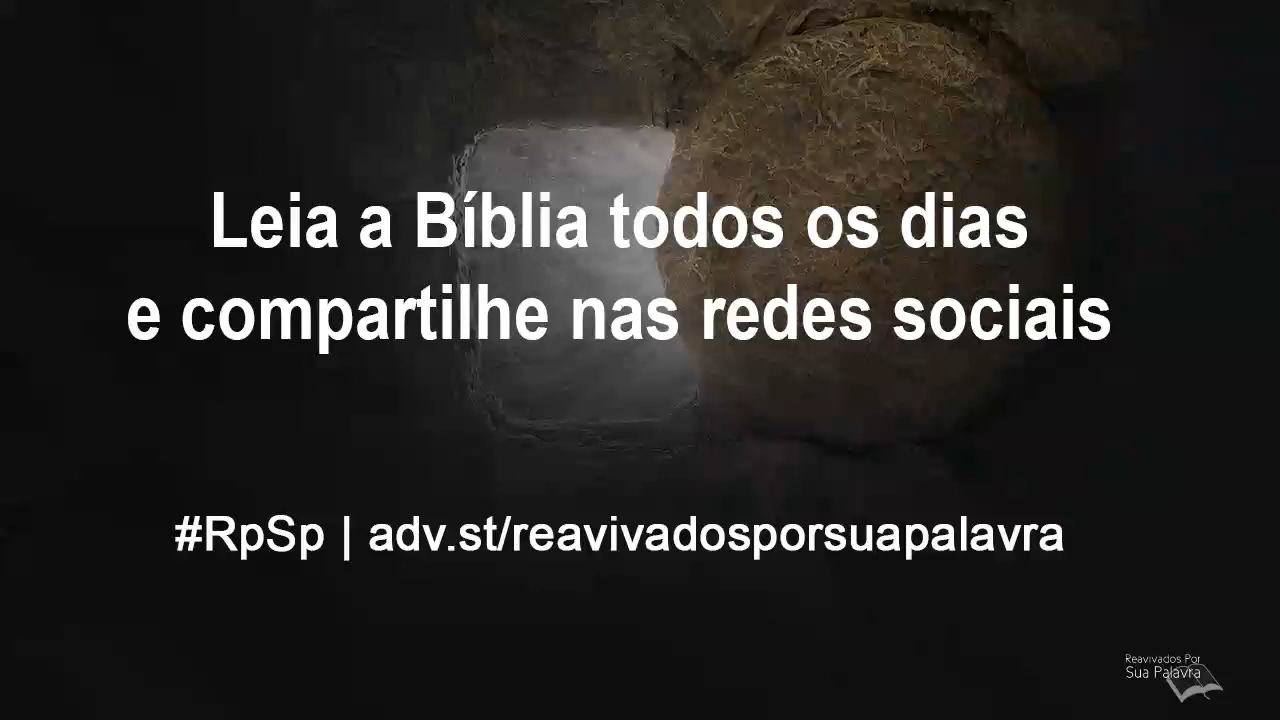 Leia a Bíblia todos os dias
e compartilhe nas redes sociais
#RpSp | adv.st/reavivadosporsuapalavra
Reavivados Por
Sua Palavra